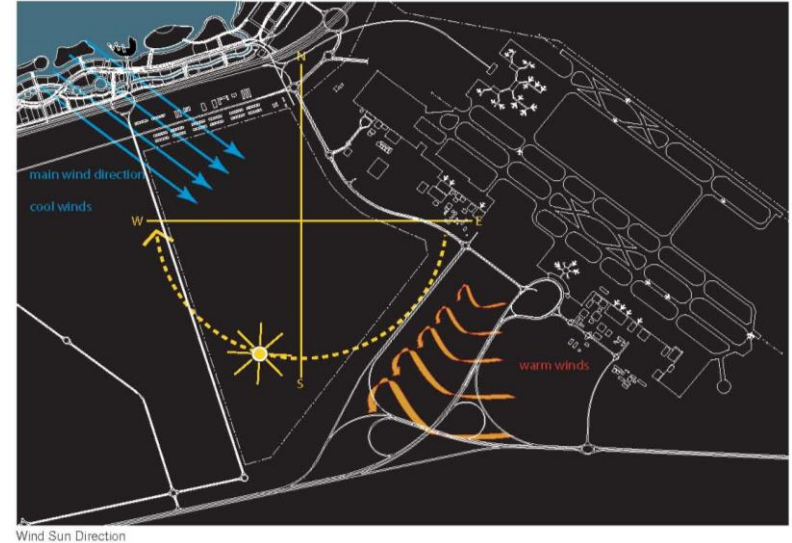 N
main wind direction
cool winds
W
E
S
warm winds
Wind Sun Direction